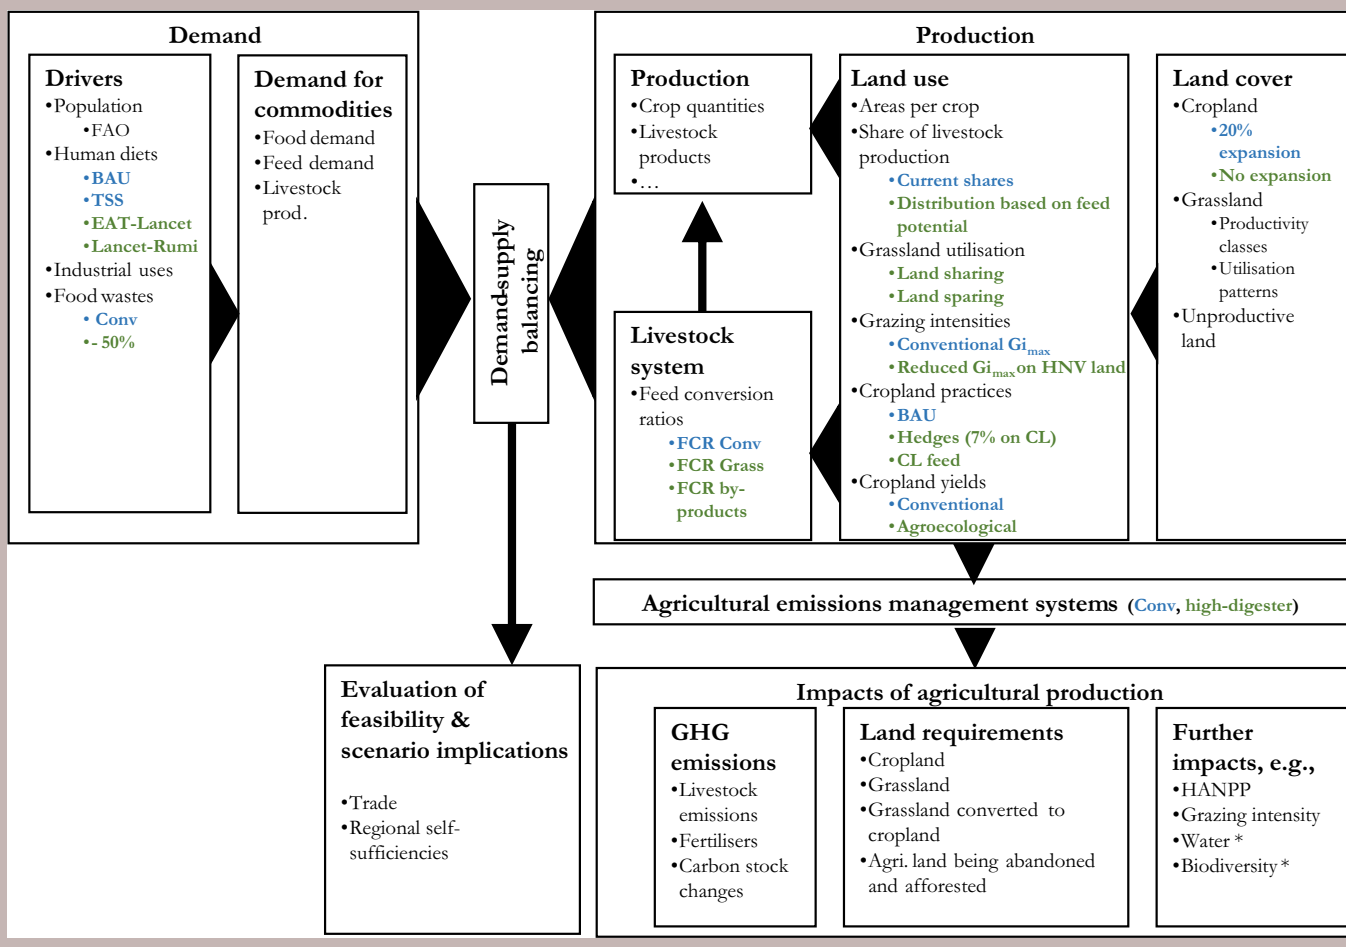 Demand
Drivers
•Population
•FAO
•Human diets
•BAU
•TSS
•EAT-Lancet
•Lancet-Rumi
•Industrial uses
•Food wastes
• Conv
•- 50%
Demand for
commodities
•Food demand
•Feed demand
•Livestock
prod.
Demand-supply
balancing
Production
Production
•Crop quantities
•Livestock
products
•…
Livestock
system
•Feed conversion
ratios
•FCR Conv
•FCR Grass
•FCR by-
products
Land use
•Areas per crop
•Share of livestock
production
•Current shares
•Distribution based on feed
potential
•Grassland utilisation
•Land sharing
•Land sparing
•Grazing intensities
•Conventional Gimax
•Reduced Gimax on HNV land
•Cropland practices
•BAU
•Hedges (7% on CL)
•CL feed
•Cropland yields
•Conventional
•Agroecological
Land cover
•Cropland
•20%
expansion
•No expansion
•Grassland
•Productivity
classes
•Utilisation
patterns
•Unproductive
land
Agricultural emissions management systems (Conv, high-digester)
Evaluation of
feasibility &
scenario implications
•Trade
•Regional self-
sufficiencies
Impacts of agricultural production
GHG
emissions
•Livestock
emissions
•Fertilisers
•Carbon stock
changes
Land requirements
•Cropland
•Grassland
•Grassland converted to
cropland
•Agri. land being abandoned
and afforested
Further
impacts, e.g.,
•HANPP
•Grazing intensity
•Water *
•Biodiversity *